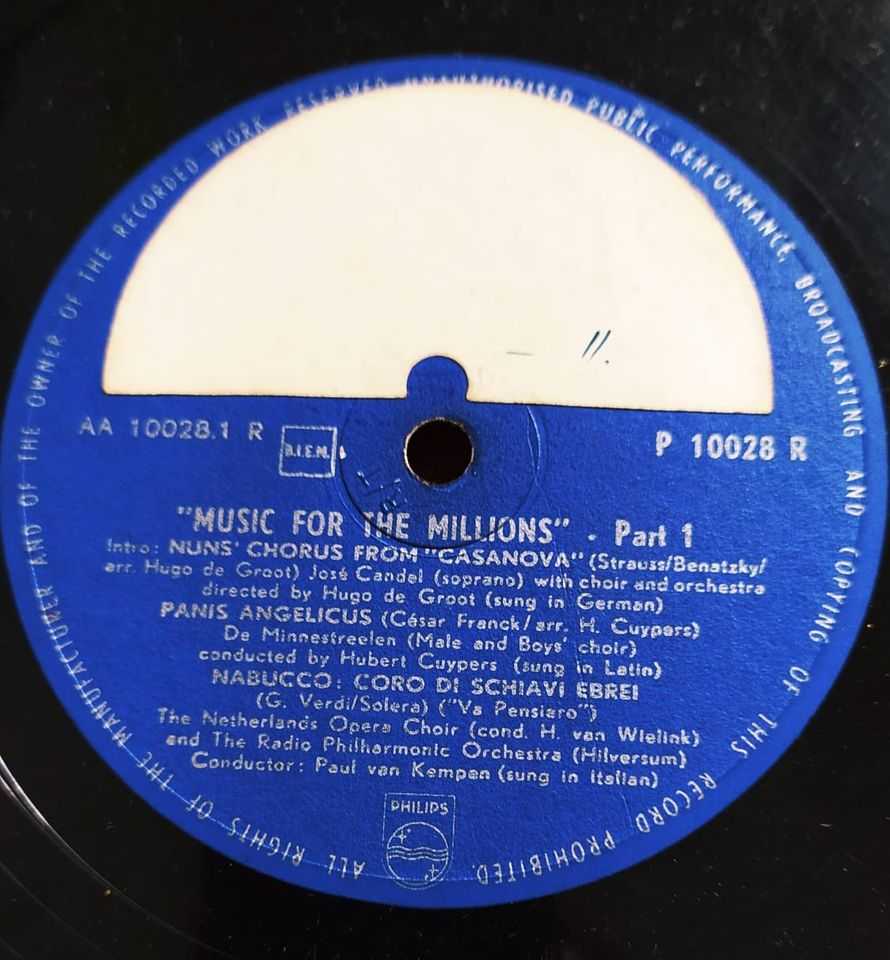 ALL RIGHTS OF THE MANUFACTURER AND OF THE OWNER OF THE RECORDED WORK RESERVED UNAUTHORISED PUBLIC PERFORMANCE, BROADCASTING AND COPYING OF THIS RECORD PROHIBITED.
11.
AA 10028.1 R
B.I.E.M.
P 10028 R
"MUSIC FOR THE MILLIONS" - Part 1
Intro: NUNS' CHORUS FROM "CASANOVA" (Strauss/Benatzky/
arr. Hugo de Groot) José Candel (soprano) with choir and orchestra
directed by Hugo de Groot (sung in German)
PANIS ANGELICUS (César Franck/arr. H. Cuypers)
De Minnestreelen (Male and Boys' choir)
conducted by Hubert Cuypers (sung in Latin)
NABUCCO: CORO DI SCHIAVI EBREI
(G. Verdi/Solera) ("Va Pensiero")
The Netherlands Opera Choir (cond. H. van Wielink)
and The Radio Philharmonic Orchestra (Hilversum)
Conductor: Paul van Kempen (sung in Italian)
PHILIPS